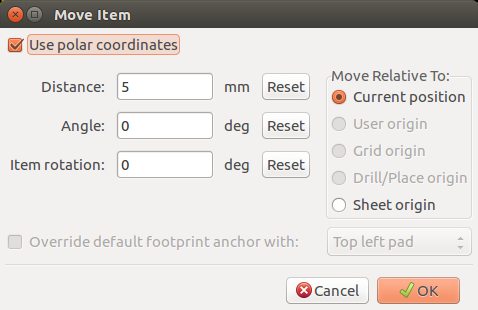 Move Item
Use polar coordinates
Distance: 5 mm Reset
Angle: 0 deg Reset
Item rotation: 0 deg Reset
Move Relative To:
Current position
User origin
Grid origin
Drill/Place origin
Sheet origin
Override default footprint anchor with: Top left pad
Cancel OK